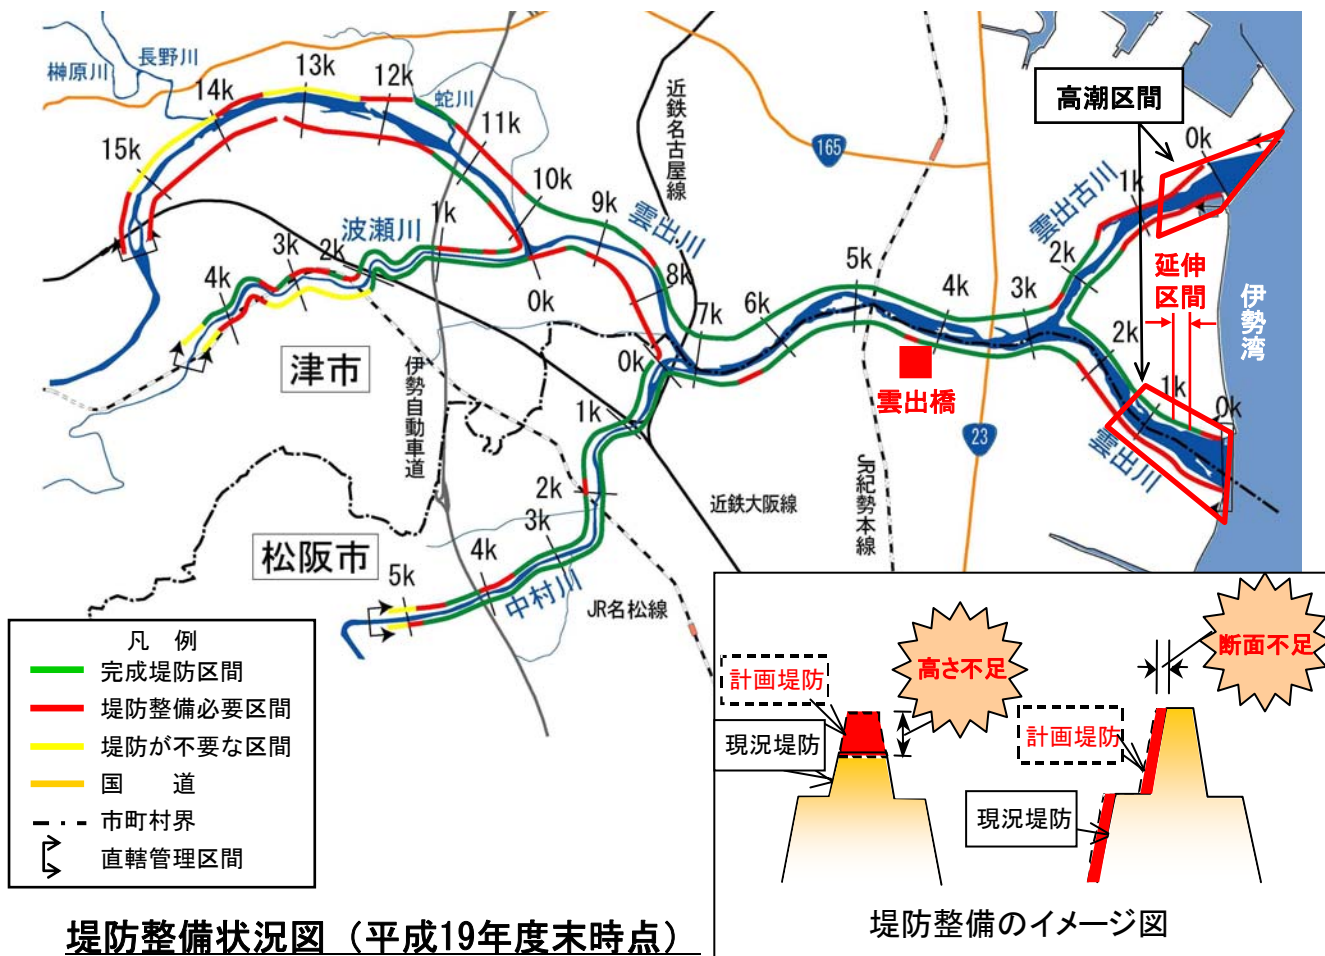 榊原川
長野川
13k
12k
14k
蛇川
11k
15k
10k
9k
雲出川
8k
7k
波瀬川
1k
2k
3k
4k
0k
0k
津市
伊勢自動車道
近鉄名古屋線
165
6k
5k
4k
3k
雲出橋
JR紀勢本線
23
高潮区間
0k
1k
雲出古川
2k
延伸
区間
伊勢湾
2k
1k
0k
雲出川
1k
2k
3k
4k
5k
中村川
近鉄大阪線
JR名松線
松阪市
凡 例
完成堤防区間
堤防整備必要区間
堤防が不要な区間
国 道
市町村界
直轄管理区間
堤防整備状況図（平成19年度末時点）
計画堤防
現況堤防
高さ不足
断面不足
計画堤防
現況堤防
堤防整備のイメージ図